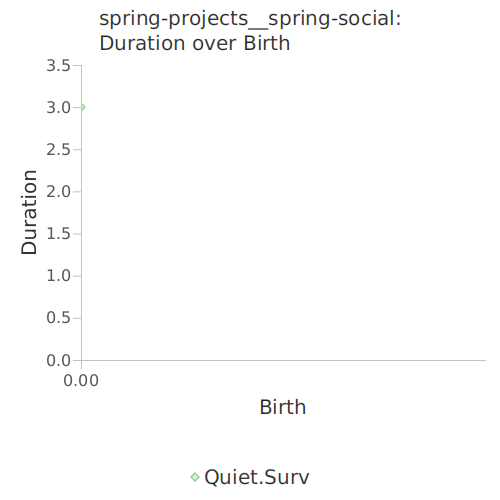 spring-projects__spring-social:
Duration over Birth
3.5
3.0
2.5
2.0
1.5
1.0
0.5
0.0
Duration
0.00
Birth
Quiet.Surv